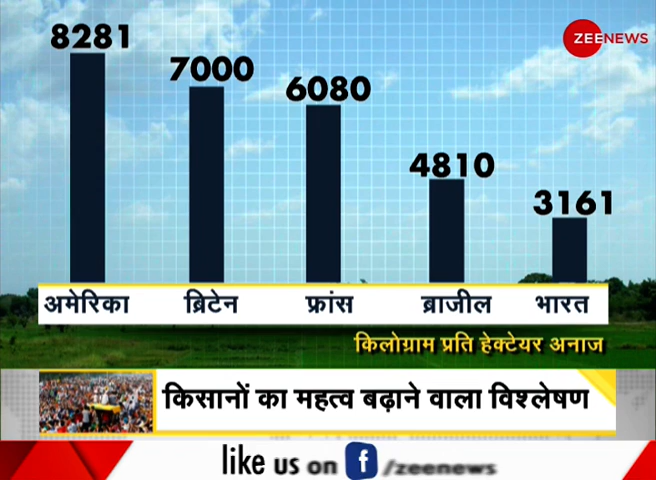 8281
ZEENEWS
7000
6080
4810
3161
अमेरिका ब्रिटेन फ्रांस ब्राजील भारत
किलोग्राम प्रति हेक्टेयर अनाज
किसानों का महत्व बढ़ाने वाला विश्लेषण
like us on f/zeenews